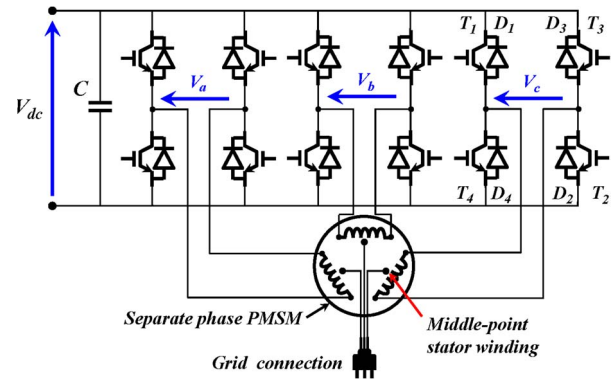 T1 D1 D3 T3
C
Va
Vb
Vc
Vdc
T4 D4 D2 T2
Separate phase PMSM
Middle-point
stator winding
Grid connection